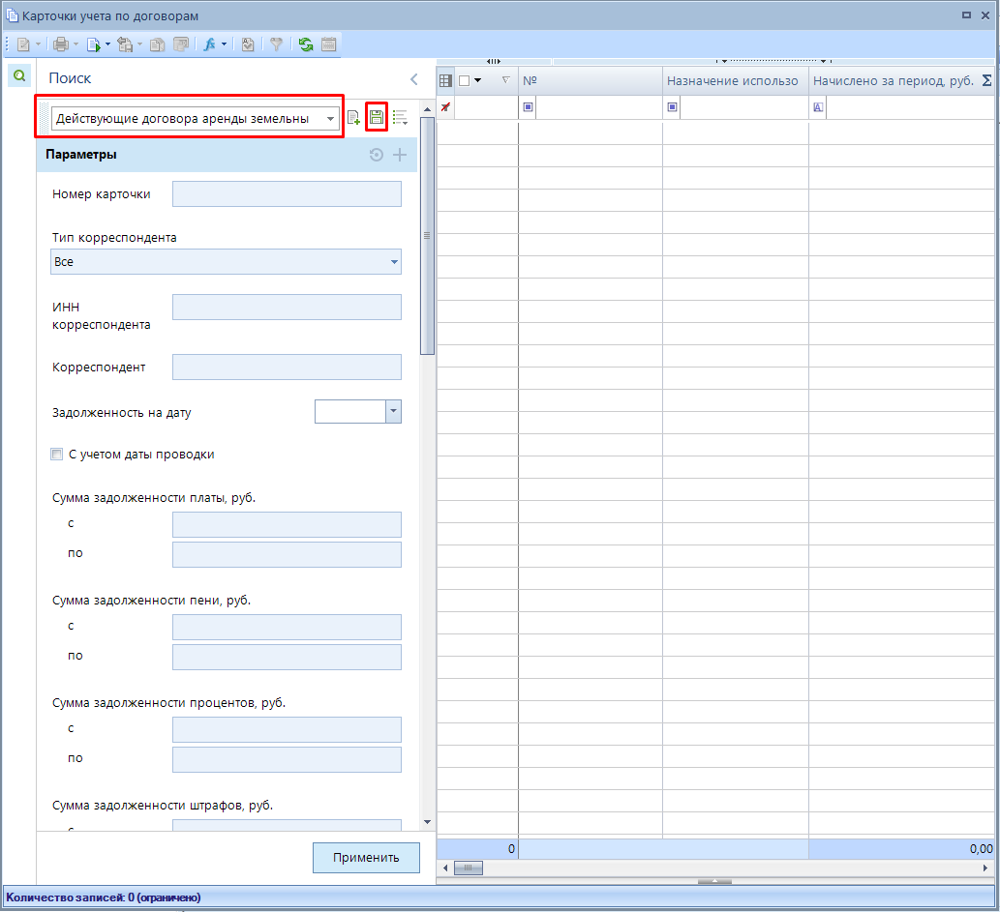 Карточки учета по договорам
Поиск
Действующие договора аренды земельны
Параметры
Номер карточки
Тип корреспондента
Все
ИНН
корреспондента
Корреспондент
Задолженность на дату
С учетом даты проводки
Сумма задолженности платы, руб.
с
по
Сумма задолженности пени, руб.
с
по
Сумма задолженности процентов, руб.
с
по
Сумма задолженности штрафов, руб.
с
Применить
№ Назначение использо Начислено за период, руб. Σ
0 0,00
Количество записей: 0 (ограничено)